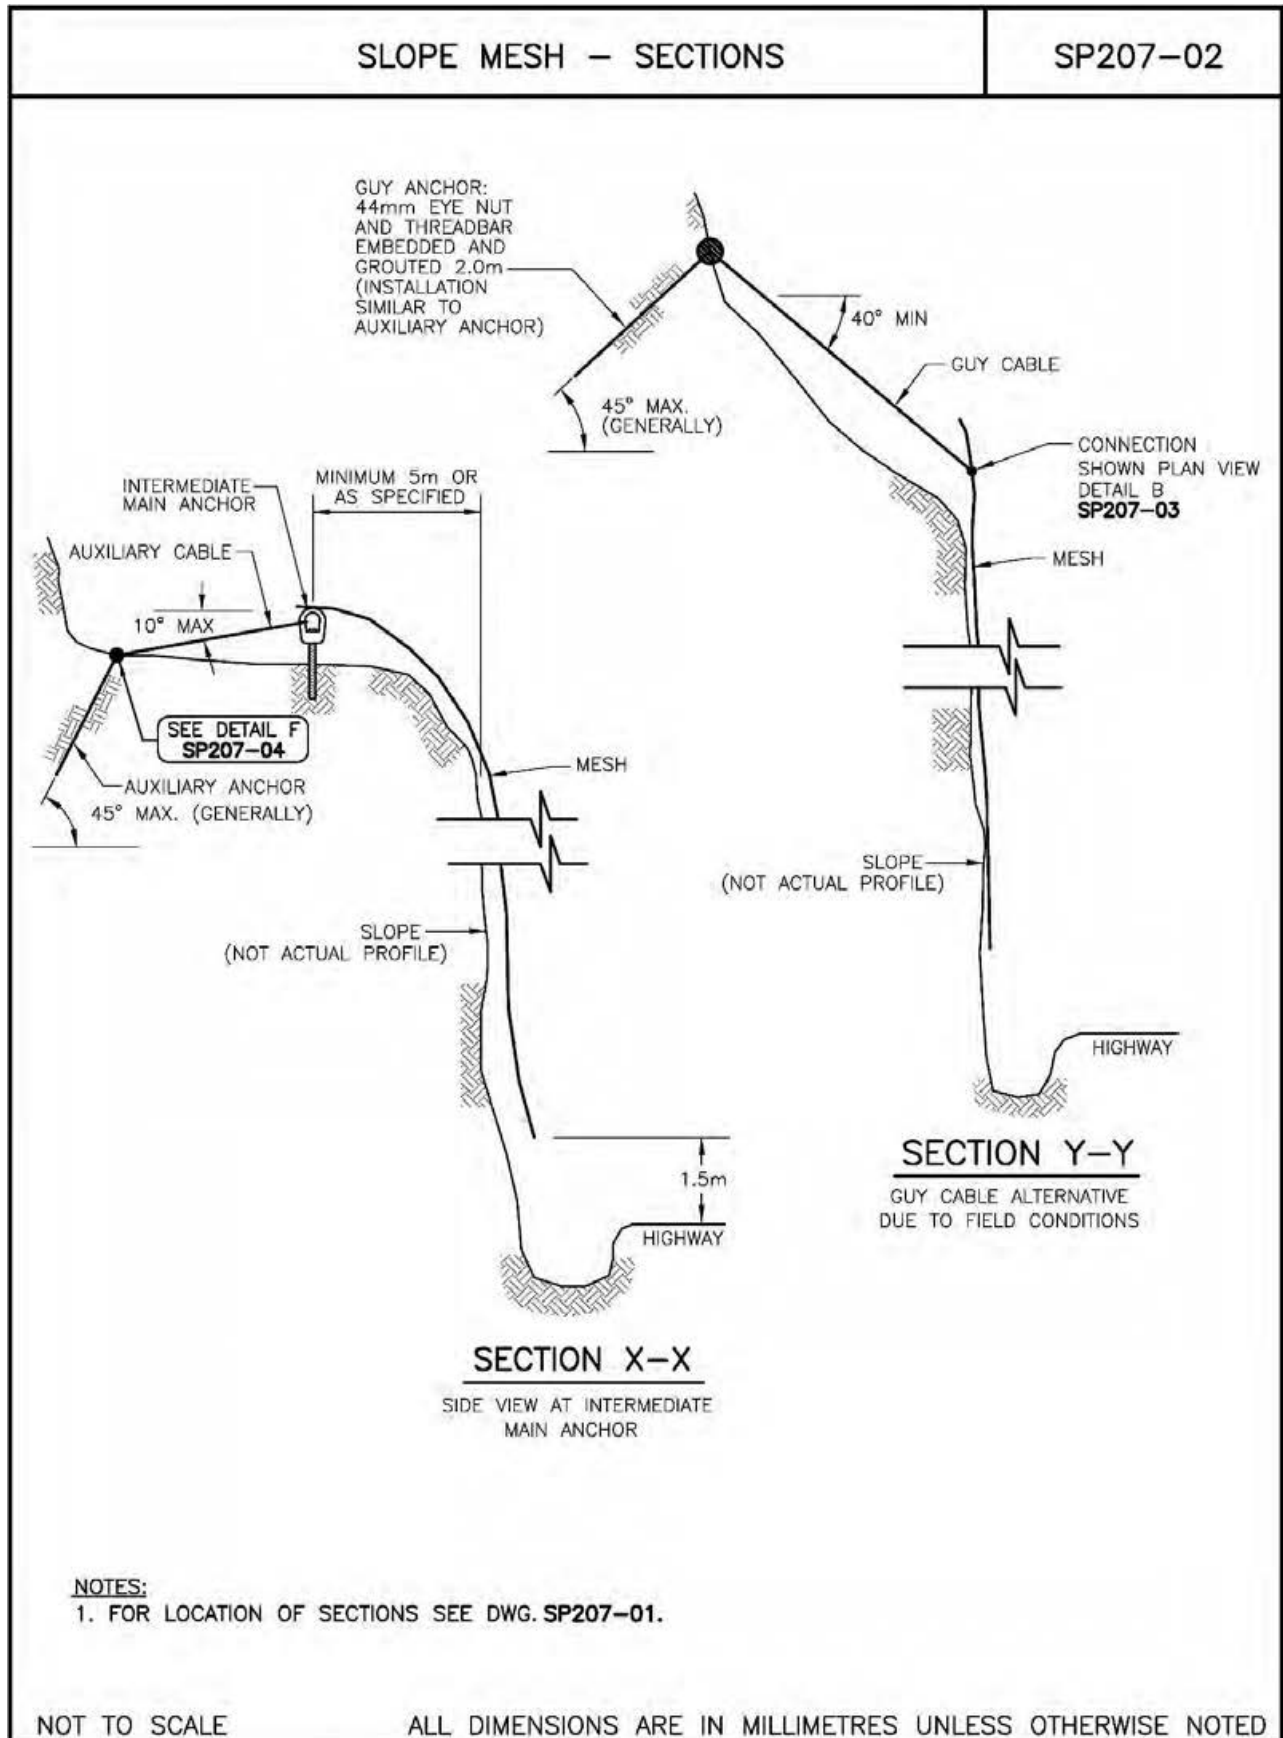 SLOPE MESH – SECTIONS
SP207–02
GUY ANCHOR:
44mm EYE NUT
AND THREADBAR
EMBEDDED AND
GROUTED 2.0m
(INSTALLATION
SIMILAR TO
AUXILIARY ANCHOR)
40° MIN
GUY CABLE
45° MAX.
(GENERALLY)
CONNECTION
SHOWN PLAN VIEW
DETAIL B
SP207–03
MESH
INTERMEDIATE
MAIN ANCHOR
MINIMUM 5m OR
AS SPECIFIED
AUXILIARY CABLE
10° MAX
SEE DETAIL F
SP207–04
AUXILIARY ANCHOR
45° MAX. (GENERALLY)
MESH
SLOPE
(NOT ACTUAL PROFILE)
SLOPE
(NOT ACTUAL PROFILE)
HIGHWAY
SECTION Y–Y
GUY CABLE ALTERNATIVE
DUE TO FIELD CONDITIONS
1.5m
HIGHWAY
SECTION X–X
SIDE VIEW AT INTERMEDIATE
MAIN ANCHOR
NOTES:
1. FOR LOCATION OF SECTIONS SEE DWG. SP207–01.
NOT TO SCALE
ALL DIMENSIONS ARE IN MILLIMETRES UNLESS OTHERWISE NOTED